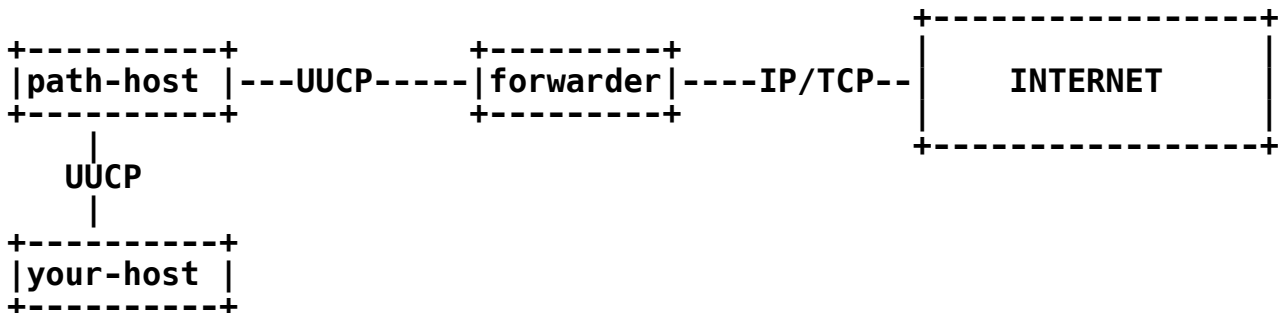 +-----------------+
+----------+            +---------+             |                 |
|path-host |---UUCP-----|forwarder|----IP/TCP--|    INTERNET     |
+----------+            +---------+             |                 |
    |                                           +-----------------+
   UUCP
    |
+----------+
|your-host |
+----------+